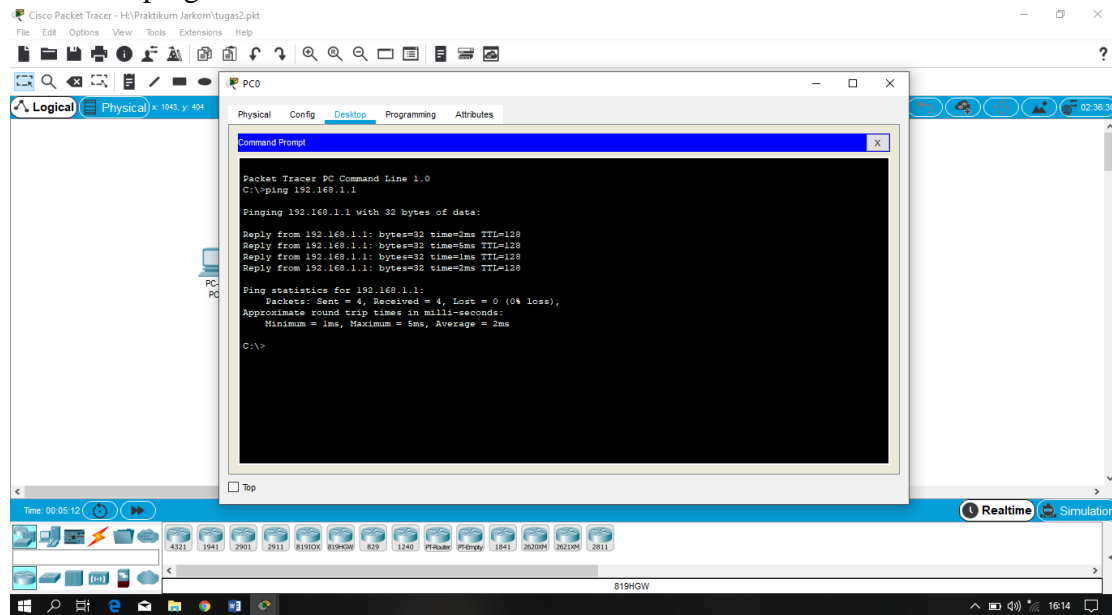 Cisco Packet Tracer - H:\Praktikum Jarkom\tugas2.pkt
File Edit Options View Tools Extensions Help
?
Logical Physical x: 1043, y: 404
02:36:30
PC0
Physical Config Desktop Programming Attributes
Command Prompt
X
Packet Tracer PC Command Line 1.0
C:\>ping 192.168.1.1
Pinging 192.168.1.1 with 32 bytes of data:
Reply from 192.168.1.1: bytes=32 time=2ms TTL=128
Reply from 192.168.1.1: bytes=32 time=5ms TTL=128
Reply from 192.168.1.1: bytes=32 time=1ms TTL=128
Reply from 192.168.1.1: bytes=32 time=2ms TTL=128
Ping statistics for 192.168.1.1:
Packets: Sent = 4, Received = 4, Lost = 0 (0% loss),
Approximate round trip times in milli-seconds:
Minimum = 1ms, Maximum = 5ms, Average = 2ms
C:\>
PC-
PC
Top
Time: 00:05:12
Realtime Simulation
4321 1941 2901 2911 819IOX 819HGW 829 1240 PT-Router PT-Empty 1841 2620XM 2621XM 2811
819HGW
16:14